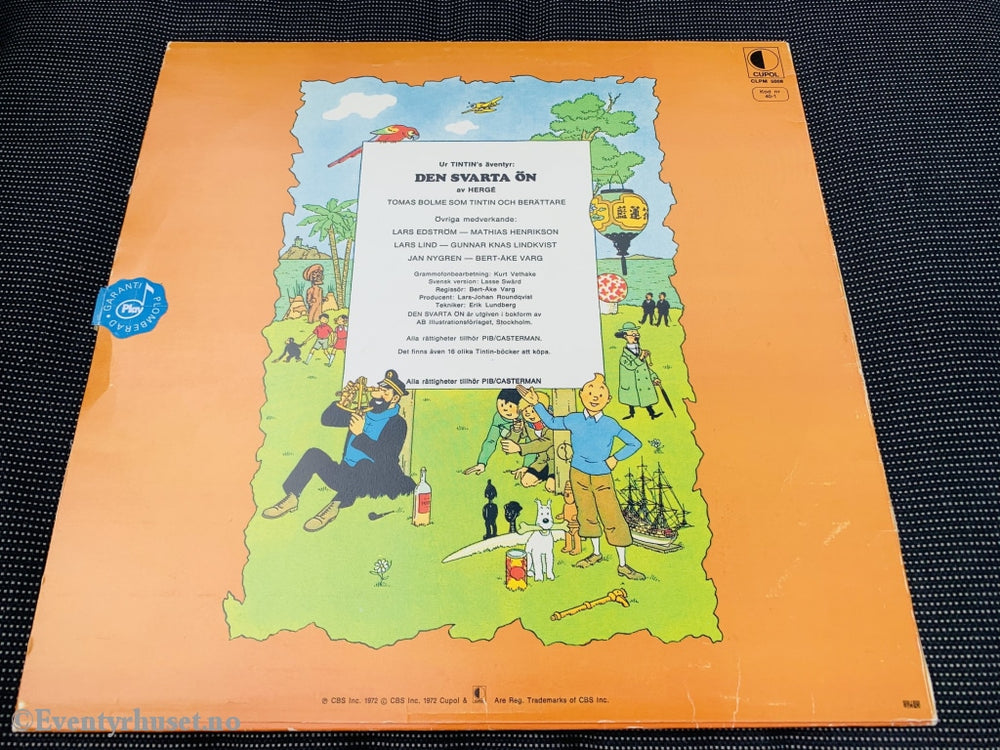 CUPOL
CLPM 5008
Kod nr
40-1
Ur TINTIN's äventyr:
DEN SVARTA ÖN
av HERGÉ
TOMAS BOLME SOM TINTIN OCH BERÄTTARE
Övriga medverkande:
LARS EDSTRÖM — MATHIAS HENRIKSON
LARS LIND — GUNNAR KNAS LINDKVIST
JAN NYGREN — BERT-ÅKE VARG
Grammofonbearbetning: Kurt Vethake
Svensk version: Lasse Swärd
Regissör: Bert-Åke Varg
Producent: Lars-Johan Roundqvist
Tekniker: Erik Lundberg
DEN SVARTA ÖN är utgiven i bokform av
AB Illustrationsförlaget, Stockholm.
Alla rättigheter tillhör PIB/CASTERMAN.
Det finns även 16 olika Tintin-böcker att köpa.
Alla rättigheter tillhör PIB/CASTERMAN
GARANTI
Play
PLOMBERAD
℗ CBS Inc. 1972 © CBS Inc. 1972 Cupol & CUPOL Are Reg. Trademarks of CBS Inc.
©Eventyrhuset.no